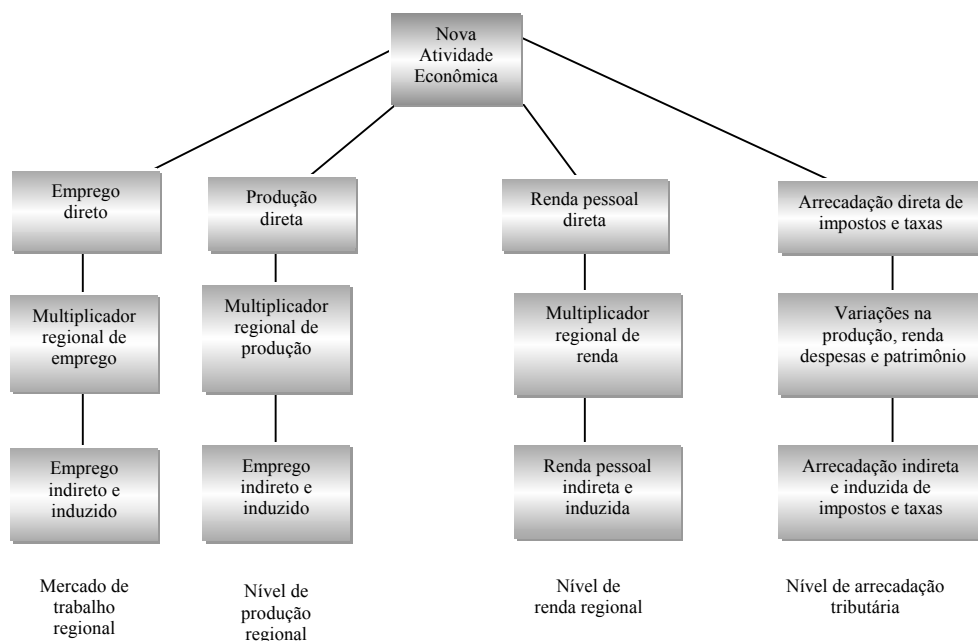 Nova
Atividade
Econômica
Emprego
direto
Produção
direta
Renda pessoal
direta
Arrecadação direta de
impostos e taxas
Multiplicador
regional de
emprego
Multiplicador
regional de
produção
Multiplicador
regional de
renda
Variações na
produção, renda
despesas e patrimônio
Emprego
indireto e
induzido
Emprego
indireto e
induzido
Renda pessoal
indireta e
induzida
Arrecadação indireta
e induzida de
impostos e taxas
Mercado de
trabalho
regional
Nível de
produção
regional
Nível de
renda regional
Nível de arrecadação
tributária